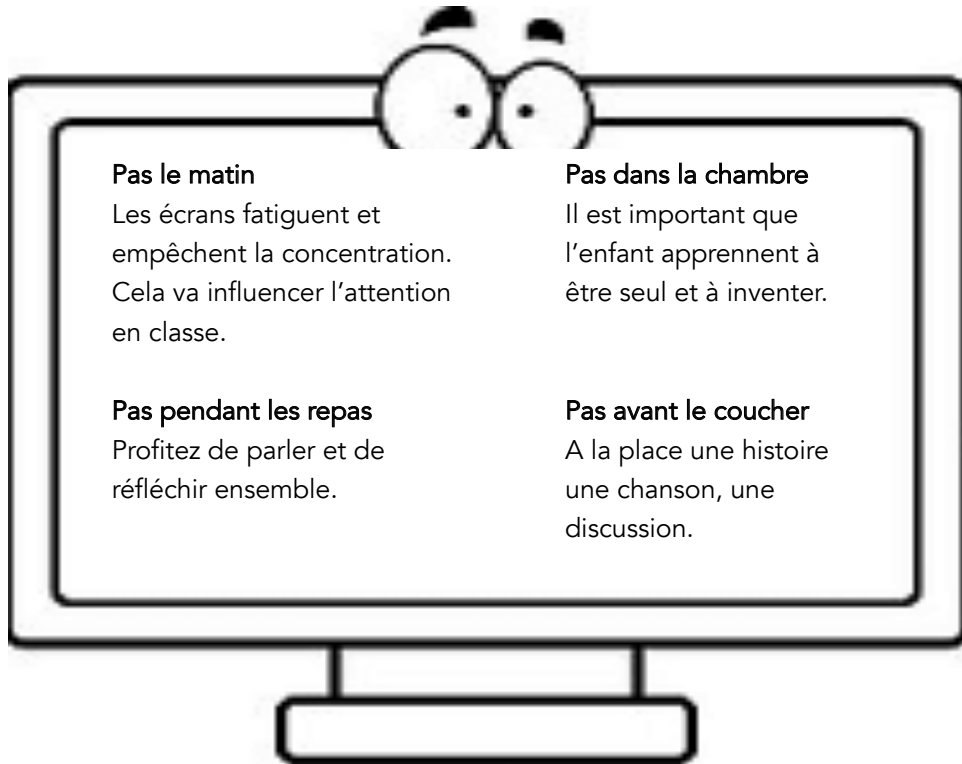 Pas le matin
Les écrans fatiguent et
empêchent la concentration.
Cela va influencer l'attention
en classe.
Pas dans la chambre
Il est important que
l'enfant apprennent à
être seul et à inventer.
Pas pendant les repas
Profitez de parler et de
réfléchir ensemble.
Pas avant le coucher
A la place une histoire
une chanson, une
discussion.